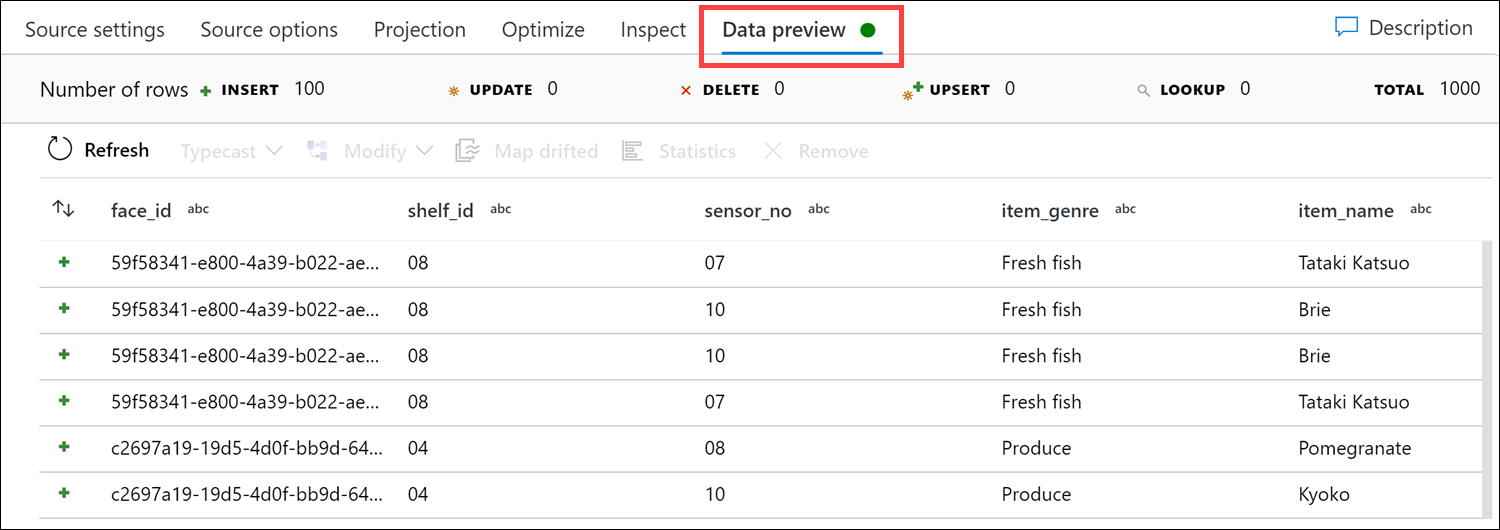 Source settings Source options Projection Optimize Inspect Data preview Description
Number of rows INSERT 100 UPDATE 0 DELETE 0 UPSERT 0 LOOKUP 0 TOTAL 1000
Refresh Typecast Modify Map drifted Statistics Remove
face_id abc shelf_id abc sensor_no abc item_genre abc item_name abc
59f58341-e800-4a39-b022-ae... 08 07 Fresh fish Tataki Katsuo
59f58341-e800-4a39-b022-ae... 08 10 Fresh fish Brie
59f58341-e800-4a39-b022-ae... 08 10 Fresh fish Brie
59f58341-e800-4a39-b022-ae... 08 07 Fresh fish Tataki Katsuo
c2697a19-19d5-4d0f-bb9d-64... 04 08 Produce Pomegranate
c2697a19-19d5-4d0f-bb9d-64... 04 10 Produce Kyoko